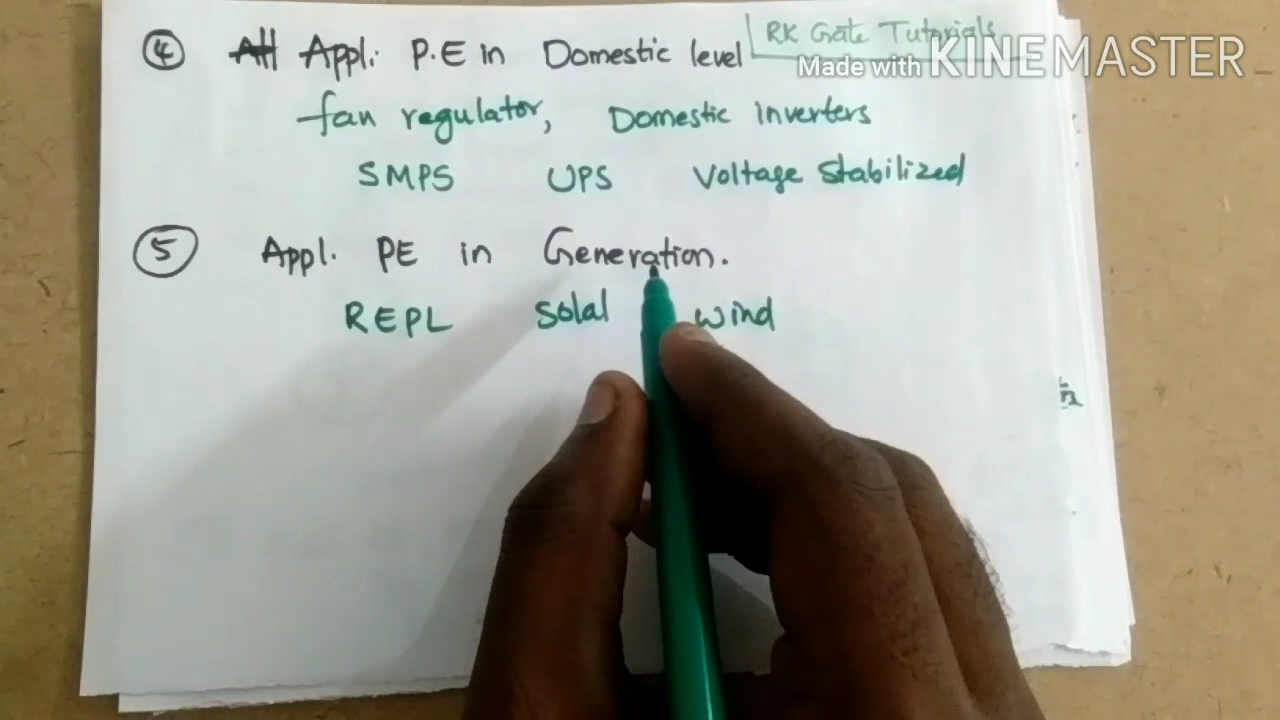 ④ Appl. P.E in Domestic level
RK Gate Tutorials
Made with KINEMASTER
fan regulator, Domestic inverters
SMPS UPS Voltage Stabilized
⑤ Appl. PE in Generation.
REPL Solal wind